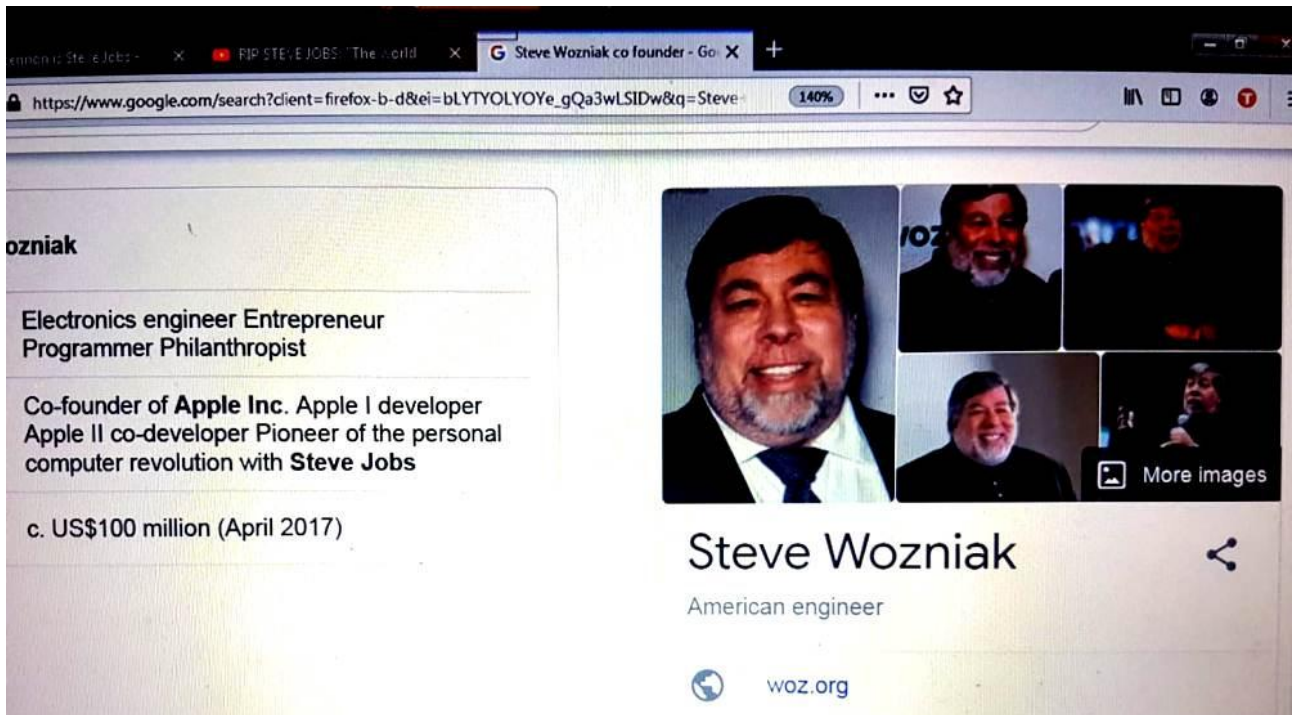 Steve Jobs -
RIP STEVE JOBS: "The world
G Steve Wozniak co founder - Go
https://www.google.com/search?client=firefox-b-d&ei=bLYTYOLYOYe_gQa3wLSIDw&q=Steve
140%
ozniak
Electronics engineer Entrepreneur
Programmer Philanthropist
Co-founder of Apple Inc. Apple I developer
Apple II co-developer Pioneer of the personal
computer revolution with Steve Jobs
c. US$100 million (April 2017)
More images
Steve Wozniak
American engineer
woz.org